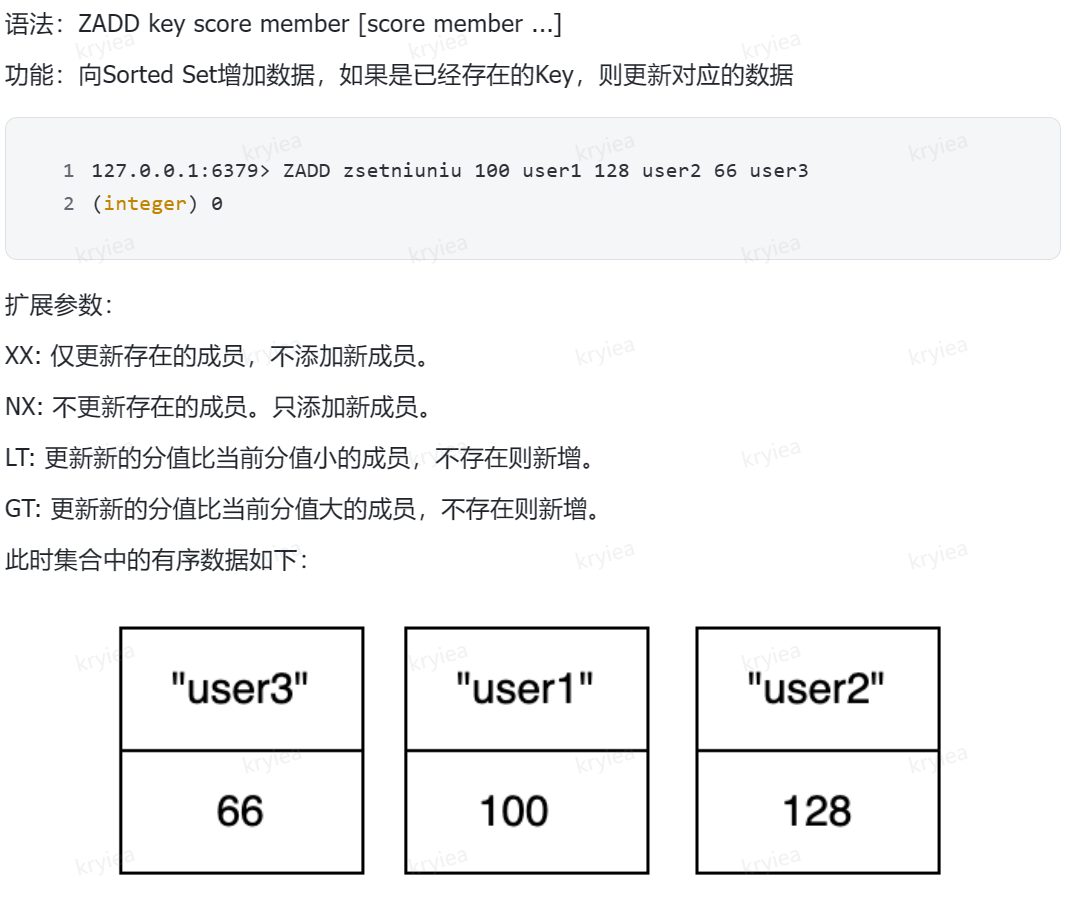 语法：ZADD key score member [score member ...]
功能：向Sorted Set增加数据，如果是已经存在的Key，则更新对应的数据
1 127.0.0.1:6379> ZADD zsetniuniu 100 user1 128 user2 66 user3
2 (integer) 0
扩展参数：
XX: 仅更新存在的成员，不添加新成员。
NX: 不更新存在的成员。只添加新成员。
LT: 更新新的分值比当前分值小的成员，不存在则新增。
GT: 更新新的分值比当前分值大的成员，不存在则新增。
此时集合中的有序数据如下：
"user3" "user1" "user2"
66 100 128
kryiea